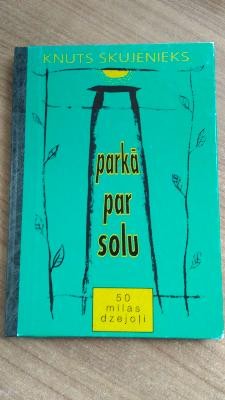 KNUTS SKUJENIEKS
parkā
par
solu
50
mīlas
dzejoļi